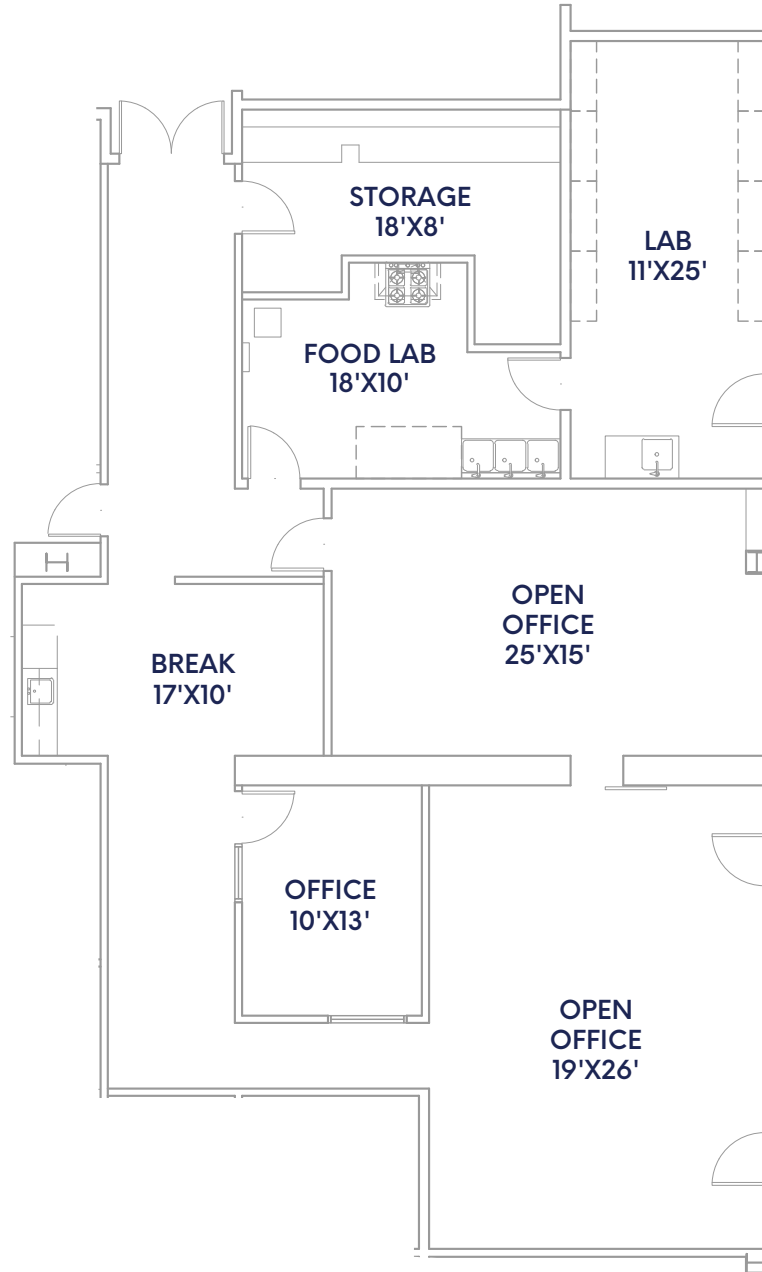 STORAGE
18'X8'
LAB
11'X25'
FOOD LAB
18'X10'
OPEN
OFFICE
25'X15'
BREAK
17'X10'
OFFICE
10'X13'
OPEN
OFFICE
19'X26'